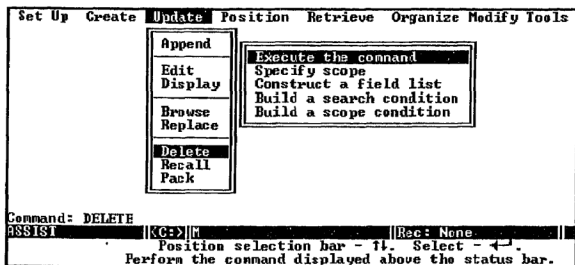 Set Up Create Update Position Retrieve Organize Modify Tools
Append
Edit
Display
Browse
Replace
Delete
Recall
Pack
Execute the command
Specify scope
Construct a field list
Build a search condition
Build a scope condition
Command: DELETE
ASSIST <C:> M Rec: None
Position selection bar - ↑↓. Select - ↵.
Perform the command displayed above the status bar.